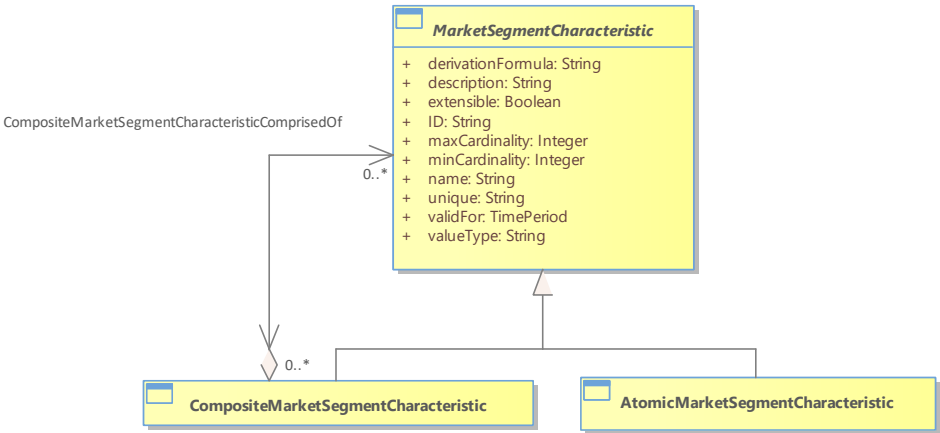 MarketSegmentCharacteristic
+ derivationFormula: String
+ description: String
+ extensible: Boolean
+ ID: String
+ maxCardinality: Integer
+ minCardinality: Integer
+ name: String
+ unique: String
+ validFor: TimePeriod
+ valueType: String
CompositeMarketSegmentCharacteristicComprisedOf
0..*
0..*
CompositeMarketSegmentCharacteristic
AtomicMarketSegmentCharacteristic